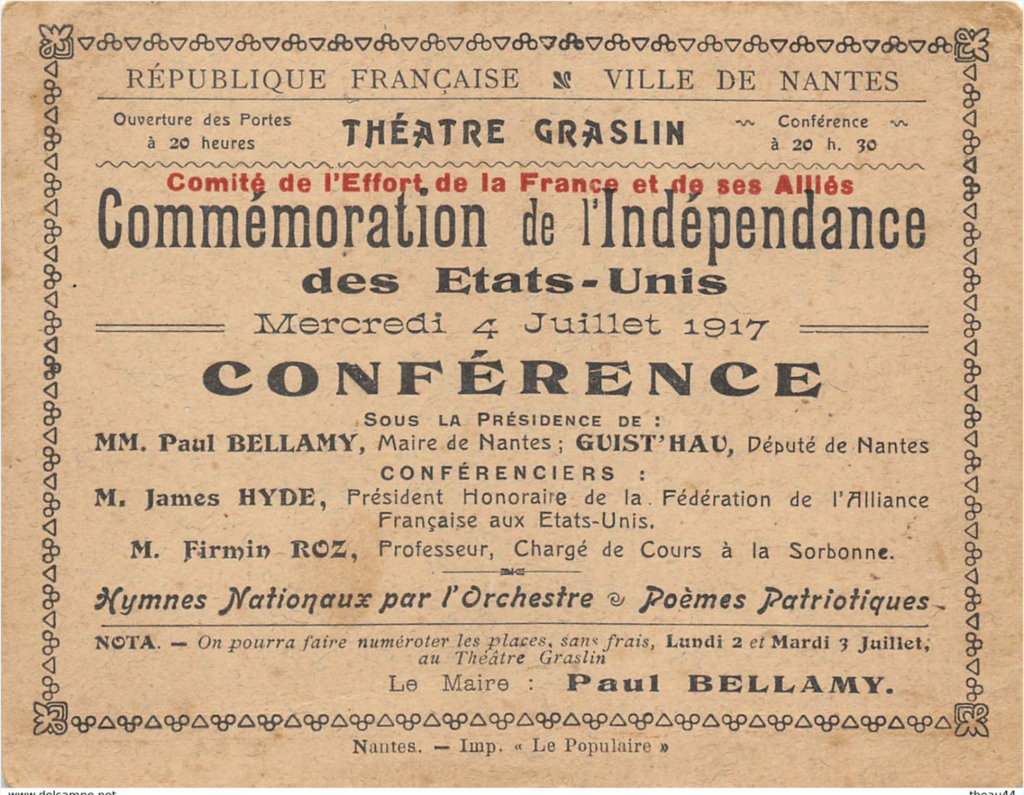 RÉPUBLIQUE FRANÇAISE VILLE DE NANTES
Ouverture des Portes
à 20 heures
THÉATRE GRASLIN
Conférence
à 20 h. 30
Comité de l'Effort de la France et de ses Alliés
Commémoration de l'Indépendance
des Etats-Unis
Mercredi 4 Juillet 1917
CONFÉRENCE
SOUS LA PRÉSIDENCE DE :
MM. Paul BELLAMY, Maire de Nantes ; GUIST'HAU, Député de Nantes
CONFÉRENCIERS :
M. James HYDE, Président Honoraire de la Fédération de l'Alliance
Française aux Etats-Unis.
M. Firmin ROZ, Professeur, Chargé de Cours à la Sorbonne.
Hymnes Nationaux par l'Orchestre Poèmes Patriotiques
NOTA. — On pourra faire numéroter les places, sans frais, Lundi 2 et Mardi 3 Juillet,
au Théâtre Graslin
Le Maire : Paul BELLAMY.
Nantes. — Imp. « Le Populaire »
www.delcampe.net
theau44